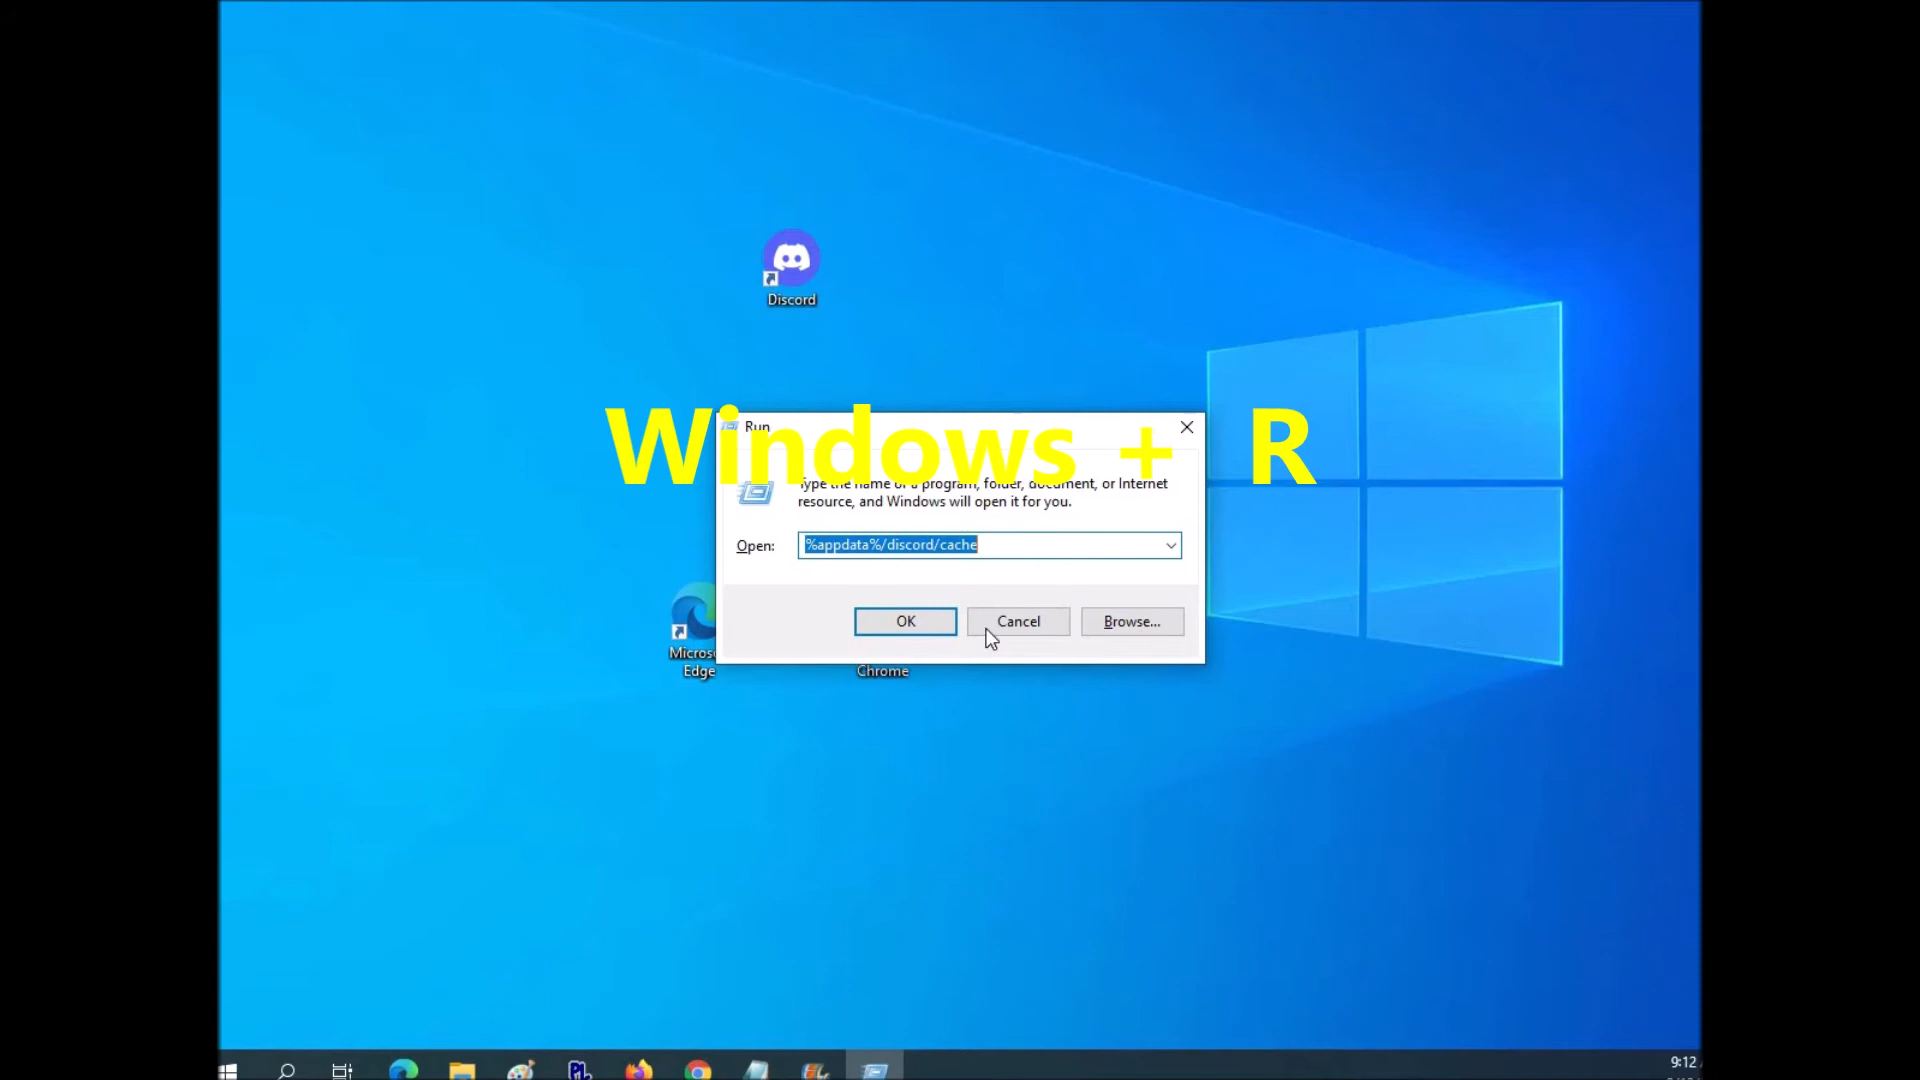 Discord
Windows + R
Run
Type the name of a program, folder, document, or Internet
resource, and Windows will open it for you.
Open:
%appdata%/discord/cache
OK
Cancel
Browse...
Edge
Chrome
9:12